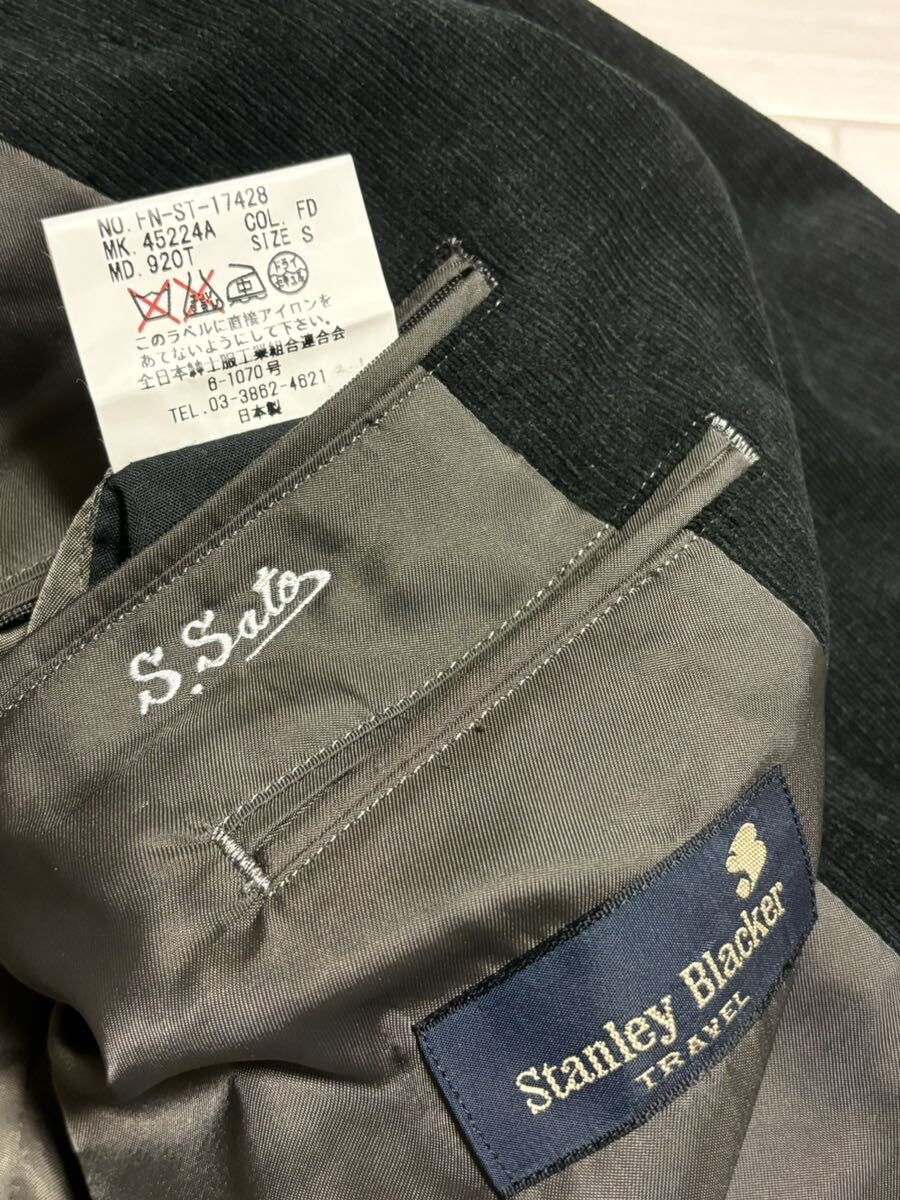 NO. FN-ST-17428
MK. 45224A COL. FD
MD. 920T SIZE S
ドライ
このラベルに直接アイロンを
あてないようにして下さい。
全日本紳士服工業組合連合会
6-1070号
TEL. 03-3862-4621
日本製
S. Sato
Stanley Blacker
TRAVEL